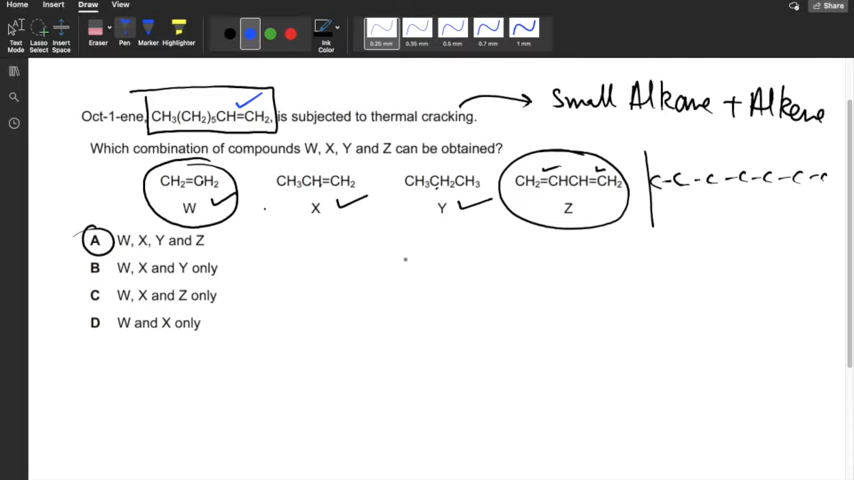 Home Insert Draw View Share
Text Mode
Lasso Select
Insert Space
Eraser
Pen
Marker
Highlighter
Ink Color
0.25 mm
0.35 mm
0.5 mm
0.7 mm
1 mm
Small Alkane + Alkene
Oct-1-ene, CH₃(CH₂)₅CH=CH₂, is subjected to thermal cracking.
Which combination of compounds W, X, Y and Z can be obtained?
CH₂=CH₂ CH₃CH=CH₂ CH₃CH₂CH₃ CH₂=CHCH=CH₂ C-C-C-C-C-C-C
W X Y Z
A W, X, Y and Z
B W, X and Y only
C W, X and Z only
D W and X only